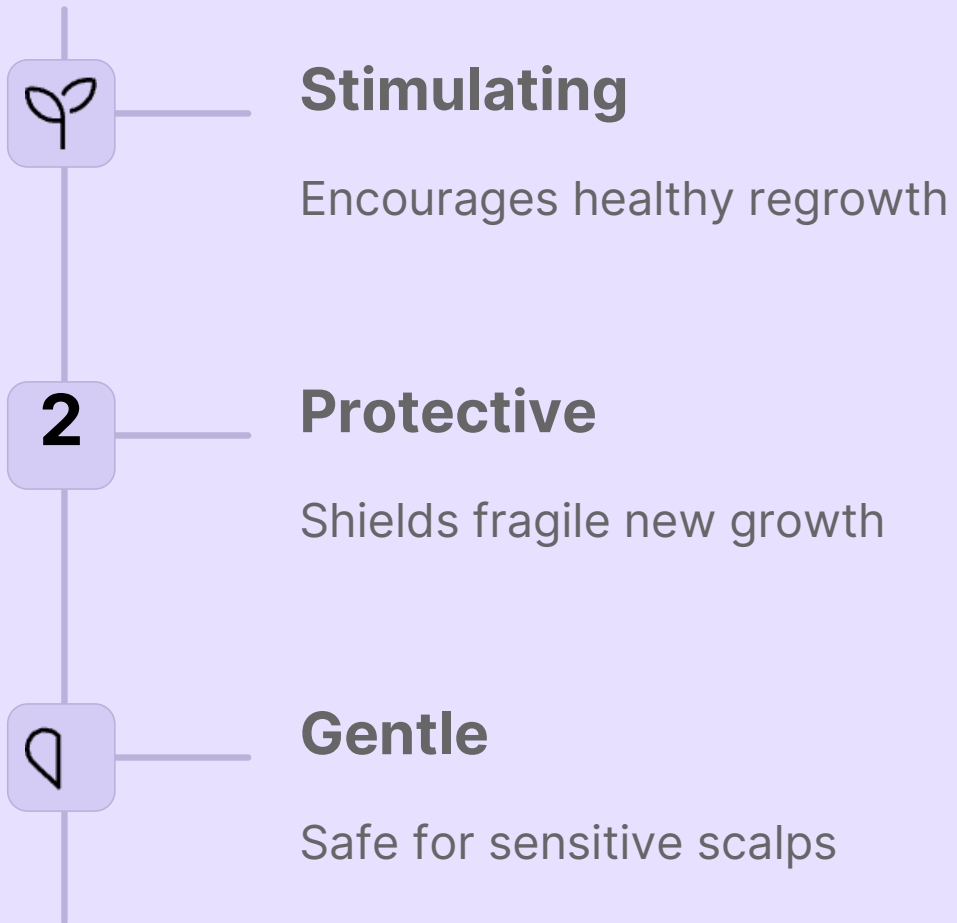 Stimulating
Encourages healthy regrowth
2
Protective
Shields fragile new growth
Gentle
Safe for sensitive scalps